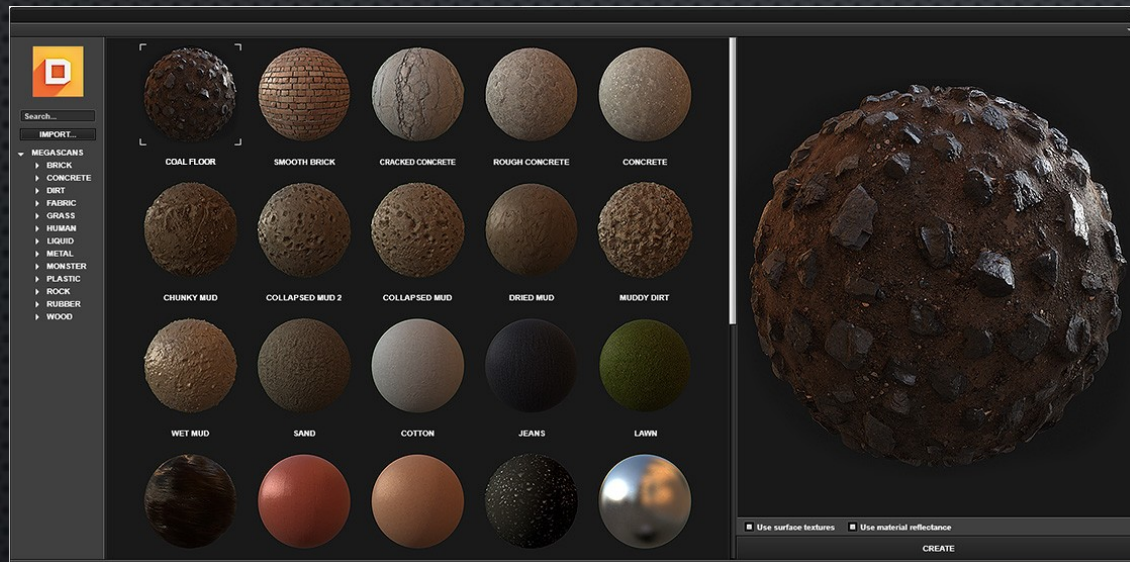 D
Search...
IMPORT...
MEGASCANS
BRICK
CONCRETE
DIRT
FABRIC
GRASS
HUMAN
LIQUID
METAL
MONSTER
PLASTIC
ROCK
RUBBER
WOOD
COAL FLOOR
SMOOTH BRICK
CRACKED CONCRETE
ROUGH CONCRETE
CONCRETE
CHUNKY MUD
COLLAPSED MUD 2
COLLAPSED MUD
DRIED MUD
MUDDY DIRT
WET MUD
SAND
COTTON
JEANS
LAWN
Use surface textures
Use material reflectance
CREATE